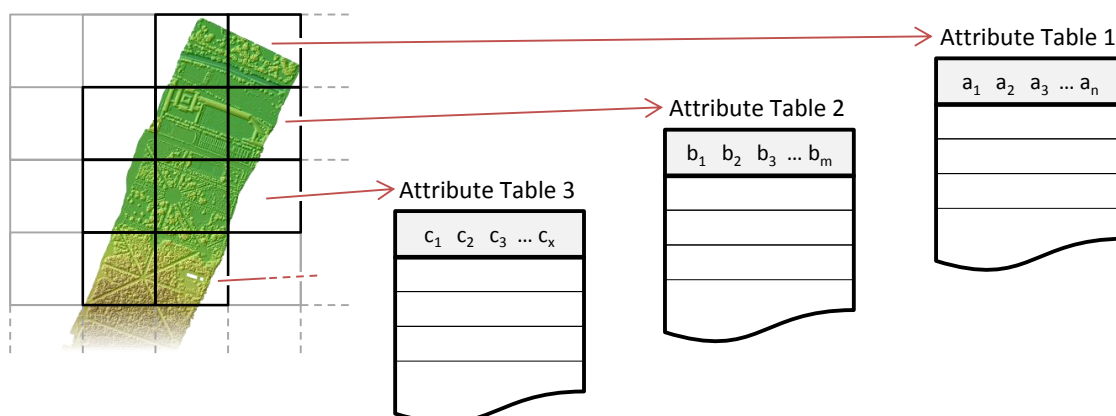 Attribute Table 1
a₁ a₂ a₃ ... aₙ
Attribute Table 2
b₁ b₂ b₃ ... bₘ
Attribute Table 3
c₁ c₂ c₃ ... cₓ